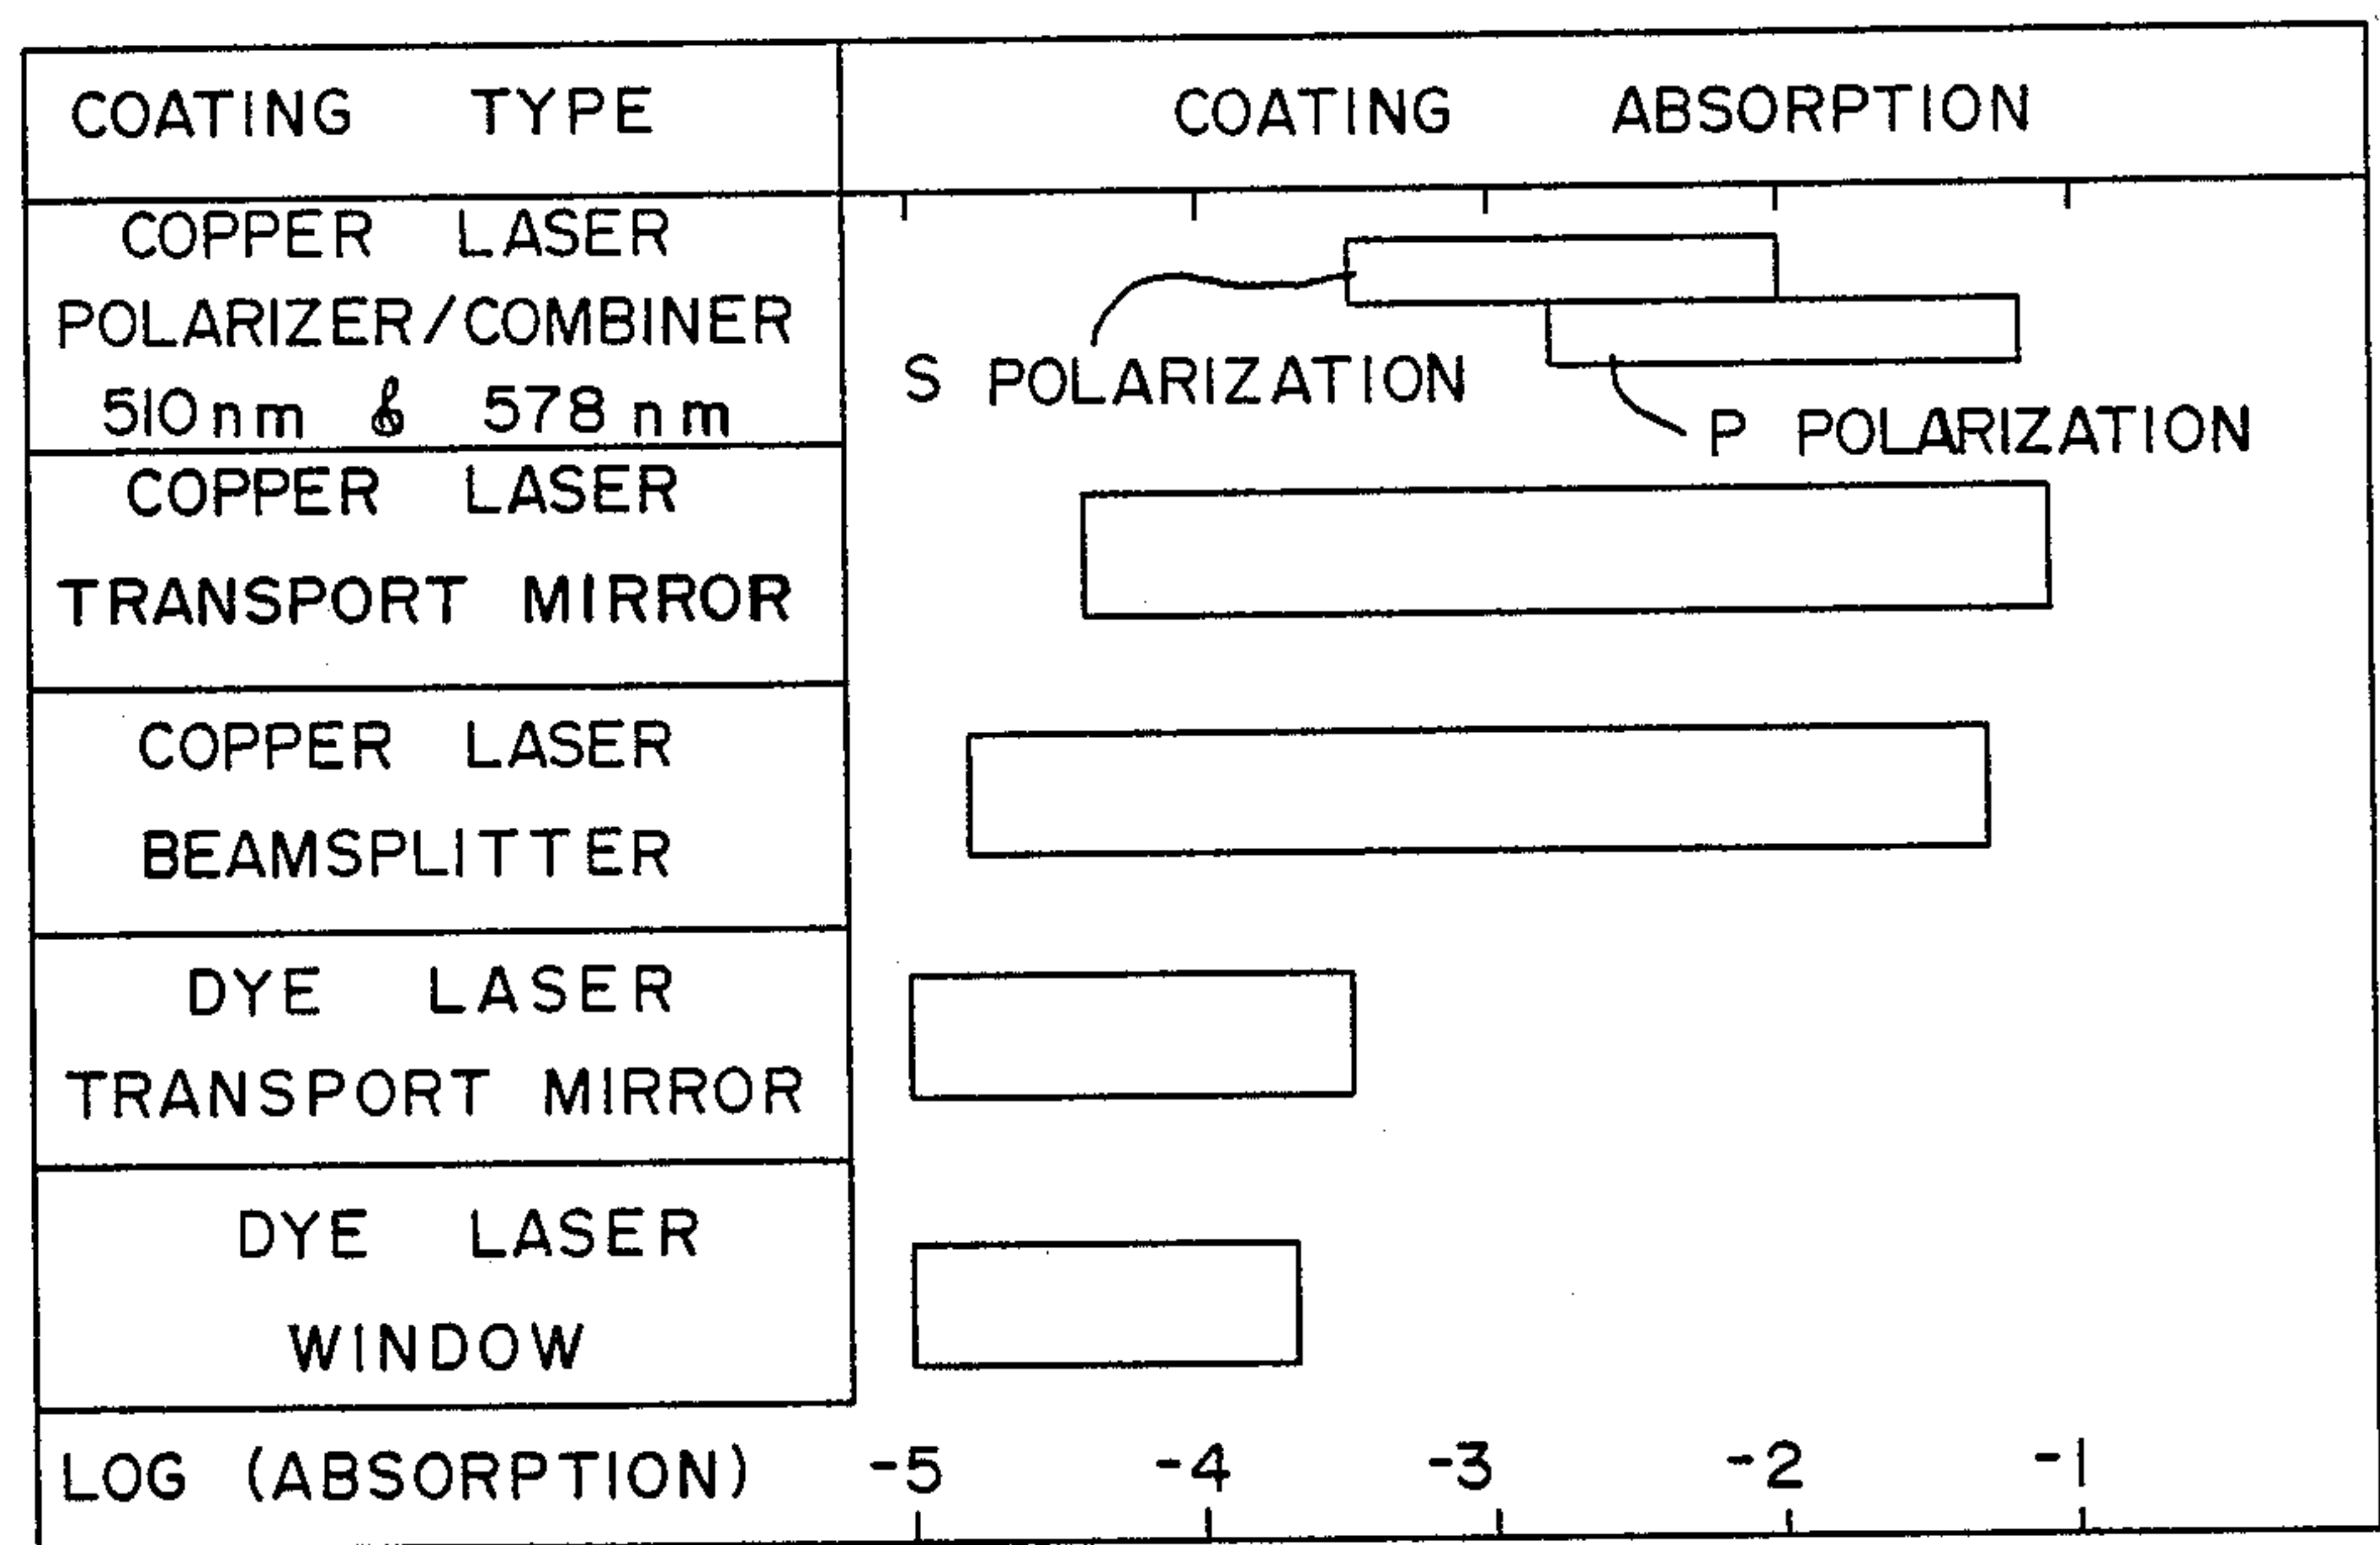 COATING TYPE
COATING ABSORPTION
COPPER LASER
POLARIZER/COMBINER
510nm & 578nm
S POLARIZATION
P POLARIZATION
COPPER LASER
TRANSPORT MIRROR
COPPER LASER
BEAMSPLITTER
DYE LASER
TRANSPORT MIRROR
DYE LASER
WINDOW
LOG (ABSORPTION) -5 -4 -3 -2 -1